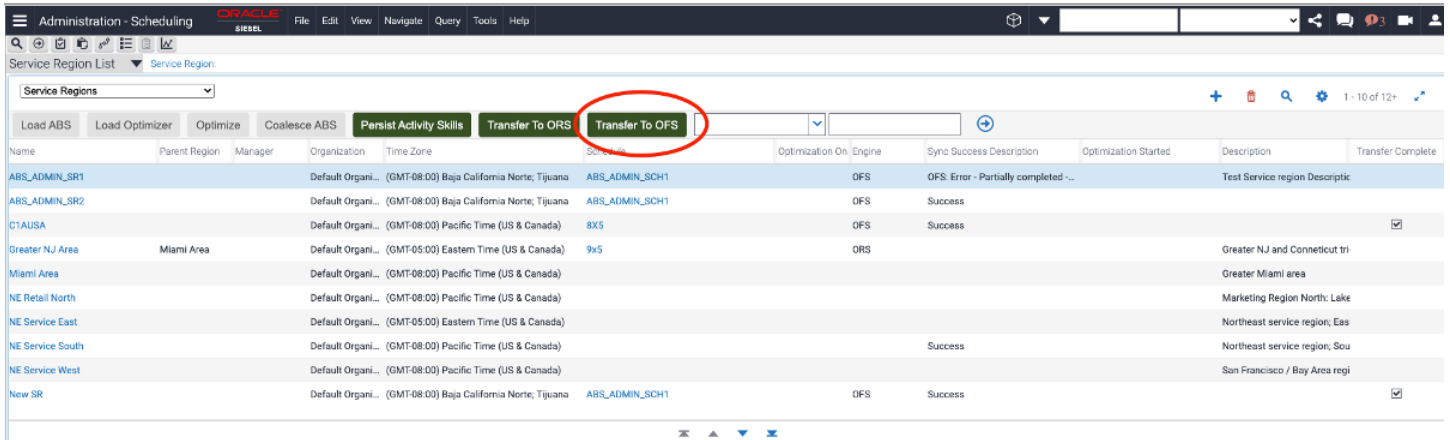 Administration - Scheduling ORACLE SIEBEL File Edit View Navigate Query Tools Help 3
Service Region List Service Region:
Service Regions 1 - 10 of 12+
Load ABS Load Optimizer Optimize Coalesce ABS Persist Activity Skills Transfer To ORS Transfer To OFS
Name Parent Region Manager Organization Time Zone Schedule Optimization On Engine Sync Success Description Optimization Started Description Transfer Complete
ABS_ADMIN_SR1 Default Organi... (GMT-08:00) Baja California Norte; Tijuana ABS_ADMIN_SCH1 OFS OFS: Error - Partially completed -... Test Service region Descriptic
ABS_ADMIN_SR2 Default Organi... (GMT-08:00) Baja California Norte; Tijuana ABS_ADMIN_SCH1 OFS Success
C1AUSA Default Organi... (GMT-08:00) Pacific Time (US & Canada) 8X5 OFS Success
Greater NJ Area Miami Area Default Organi... (GMT-05:00) Eastern Time (US & Canada) 9x5 ORS Greater NJ and Conneticut tri-
Miami Area Default Organi... (GMT-08:00) Pacific Time (US & Canada) Greater Miami area
NE Retail North Default Organi... (GMT-08:00) Pacific Time (US & Canada) Marketing Region North: Lake
NE Service East Default Organi... (GMT-05:00) Eastern Time (US & Canada) Northeast service region; Eas
NE Service South Default Organi... (GMT-08:00) Pacific Time (US & Canada) Success Northeast service region; Sou
NE Service West Default Organi... (GMT-08:00) Pacific Time (US & Canada) San Francisco / Bay Area regi
New SR Default Organi... (GMT-08:00) Baja California Norte; Tijuana ABS_ADMIN_SCH1 OFS Success